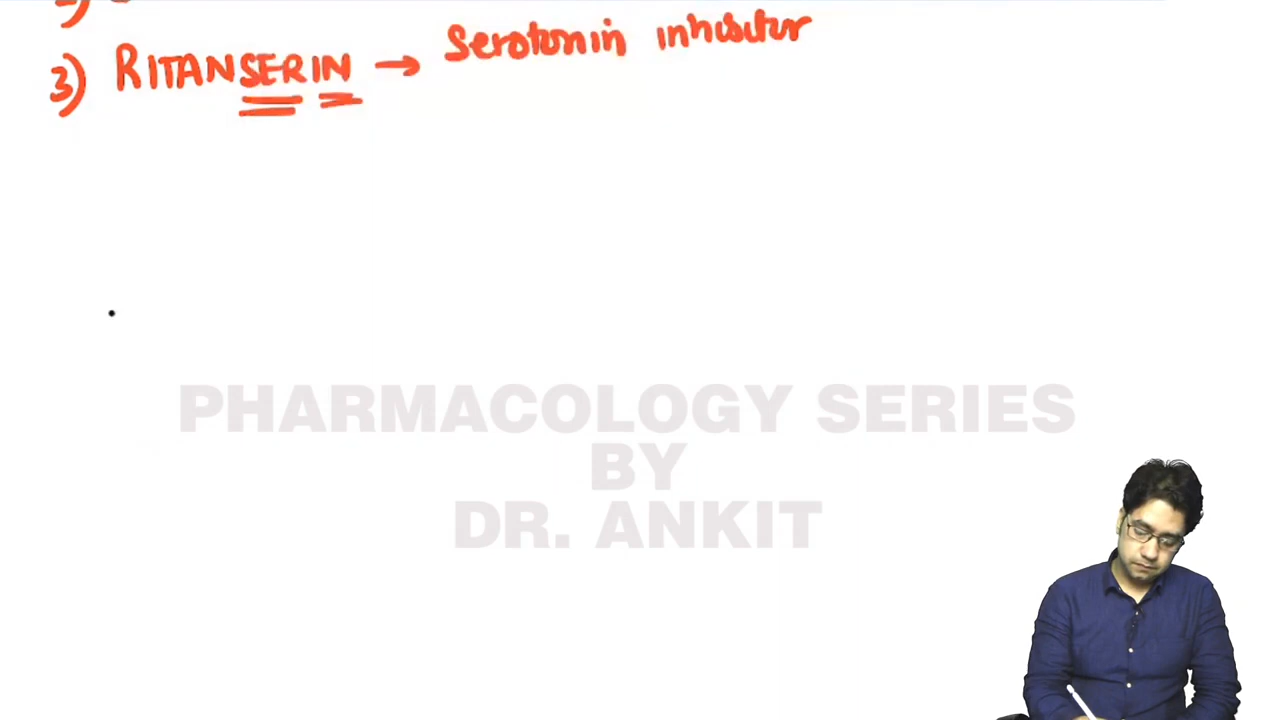 3) RITANSERIN → Serotonin inhibitor
PHARMACOLOGY SERIES
BY
DR. ANKIT